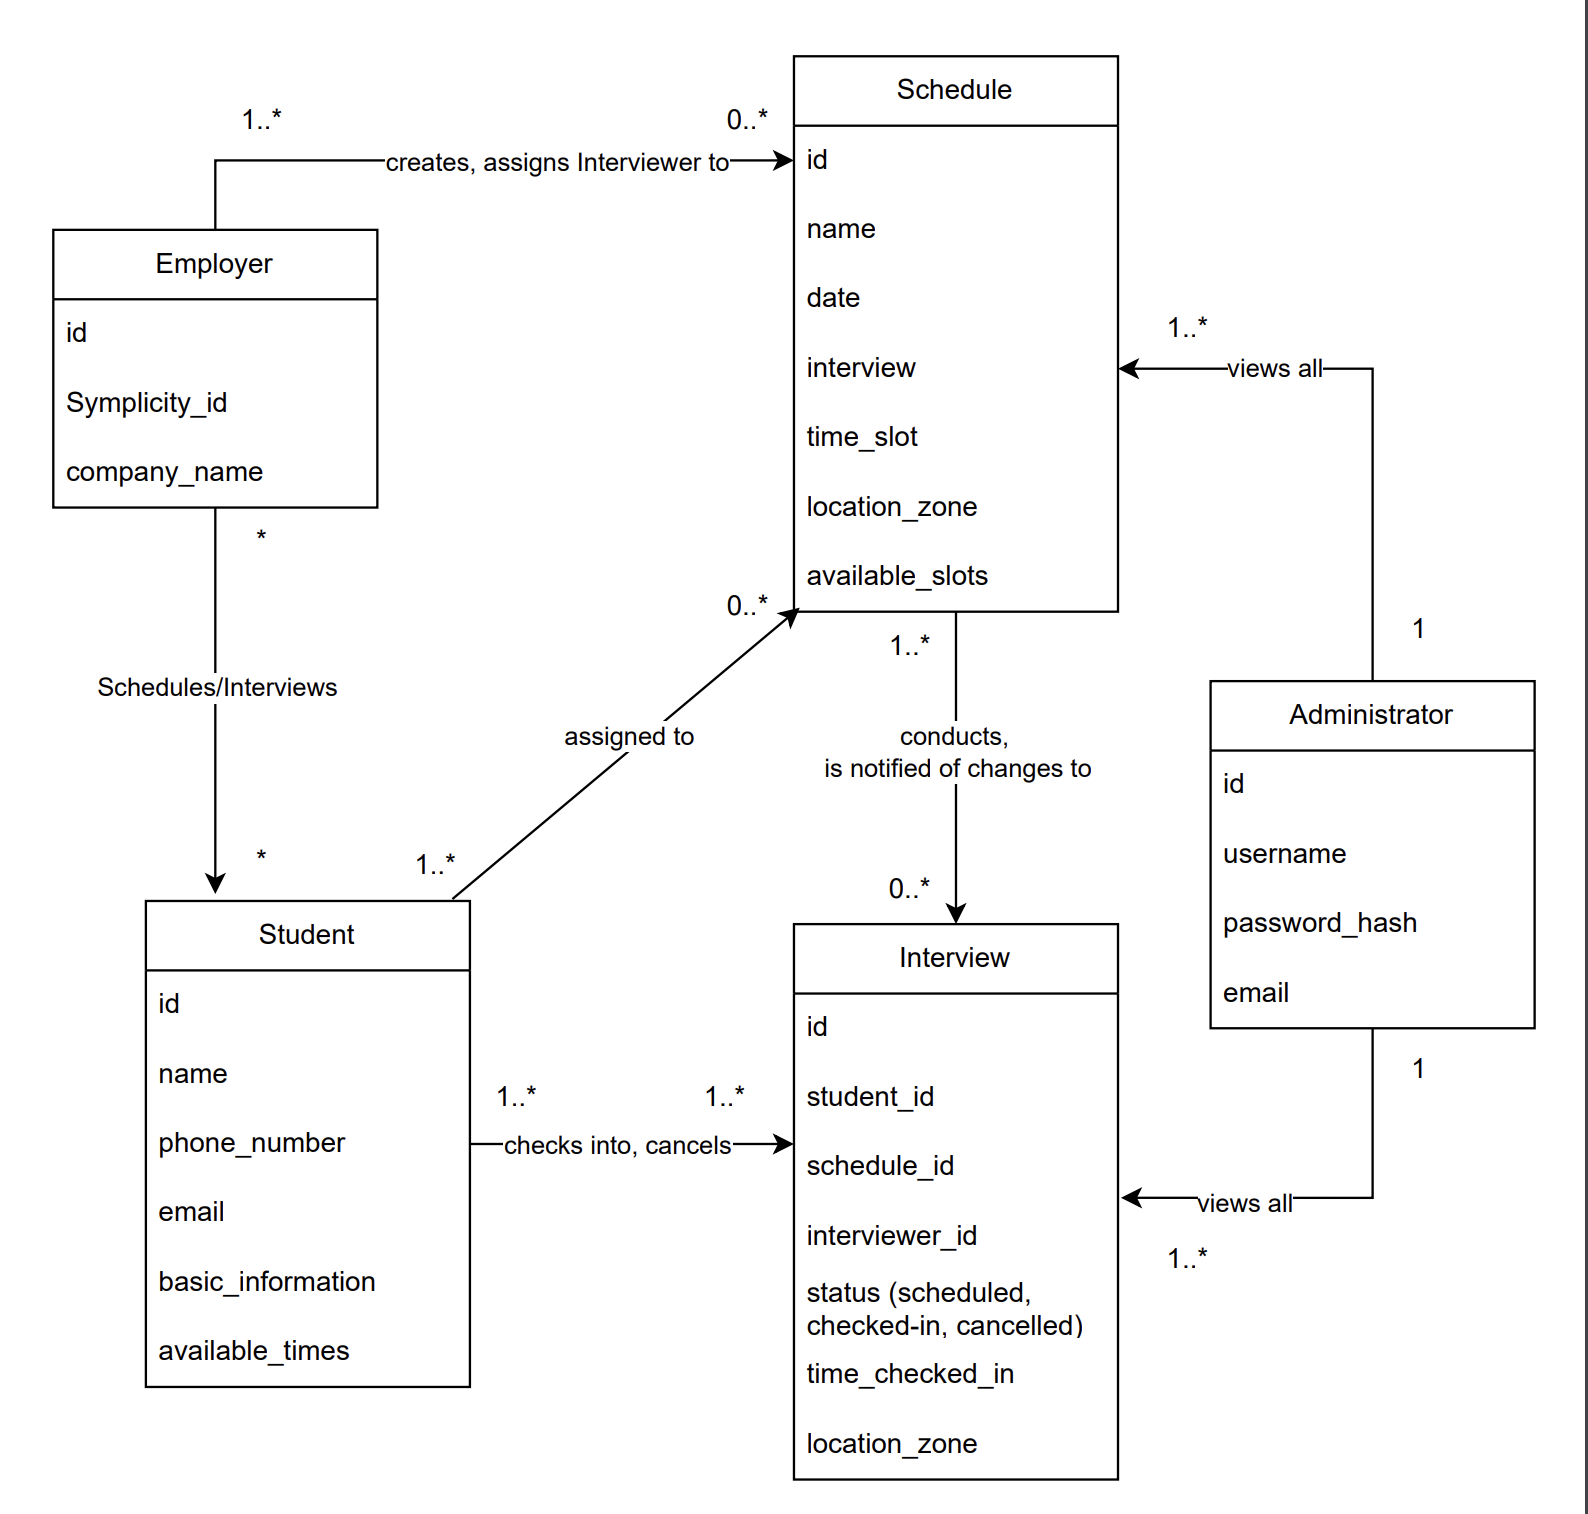 Schedule
id
name
date
interview
time_slot
location_zone
available_slots
1..*
0..*
creates, assigns Interviewer to
Employer
id
Symplicity_id
company_name
1..*
views all
1
*
Schedules/Interviews
*
0..*
assigned to
1..*
1..*
conducts,
is notified of changes to
0..*
Administrator
id
username
password_hash
email
Student
id
name
phone_number
email
basic_information
available_times
1..*
1..*
checks into, cancels
Interview
id
student_id
schedule_id
interviewer_id
status (scheduled,
checked-in, cancelled)
time_checked_in
location_zone
1
views all
1..*